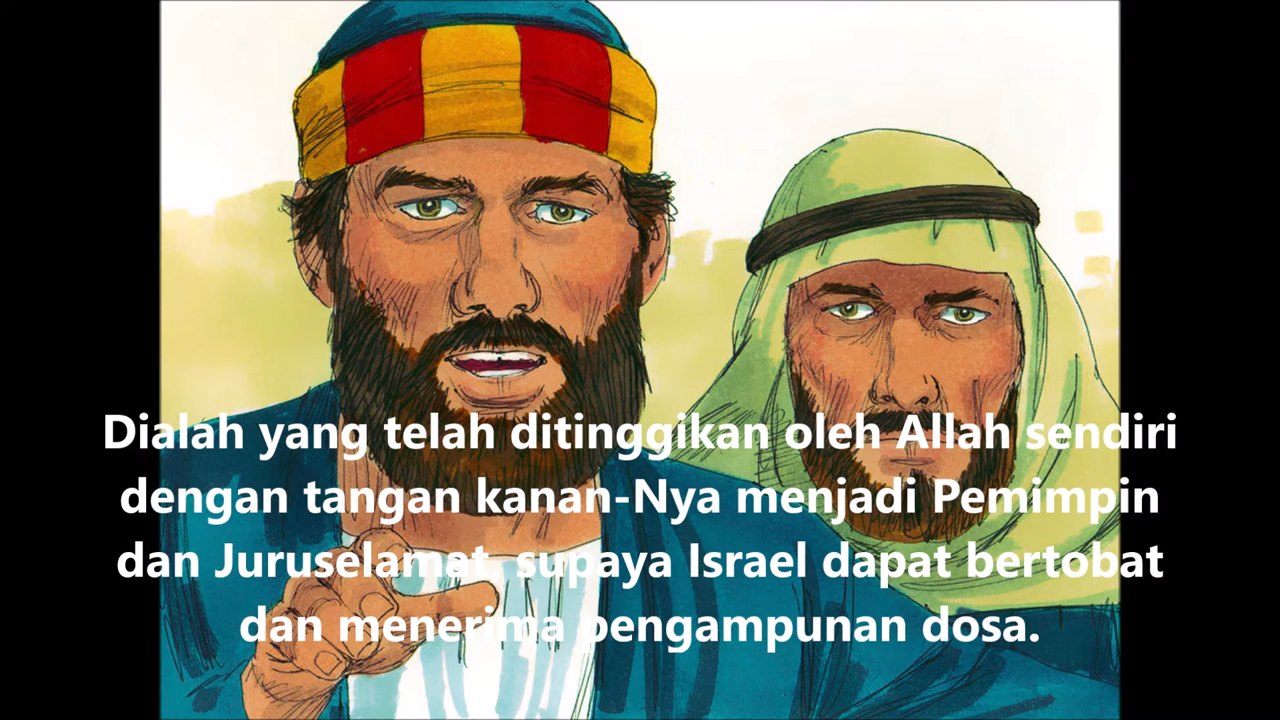 Dialah yang telah ditinggikan oleh Allah sendiri
dengan tangan kanan-Nya menjadi Pemimpin
dan Juruselamat, supaya Israel dapat bertobat
dan menerima pengampunan dosa.